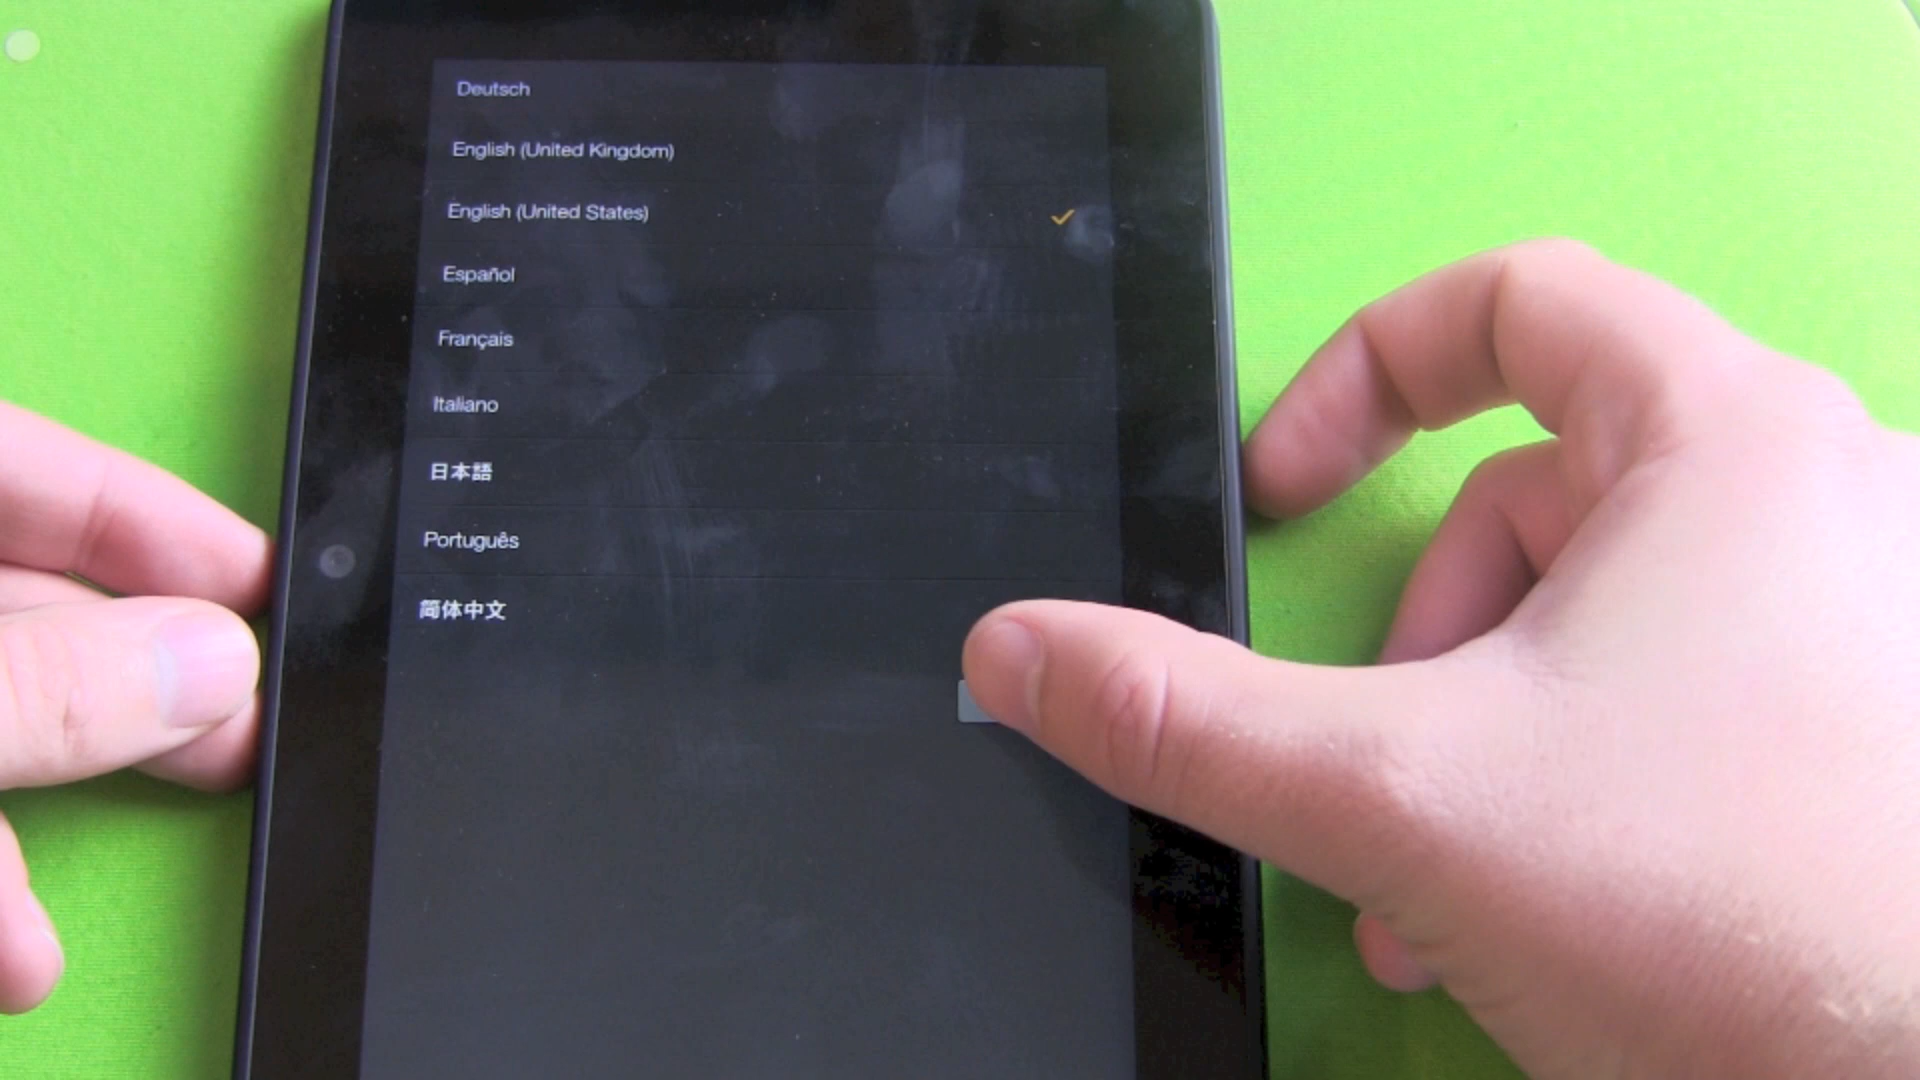 Deutsch
English (United Kingdom)
English (United States)
Español
Français
Italiano
日本語
Português
简体中文